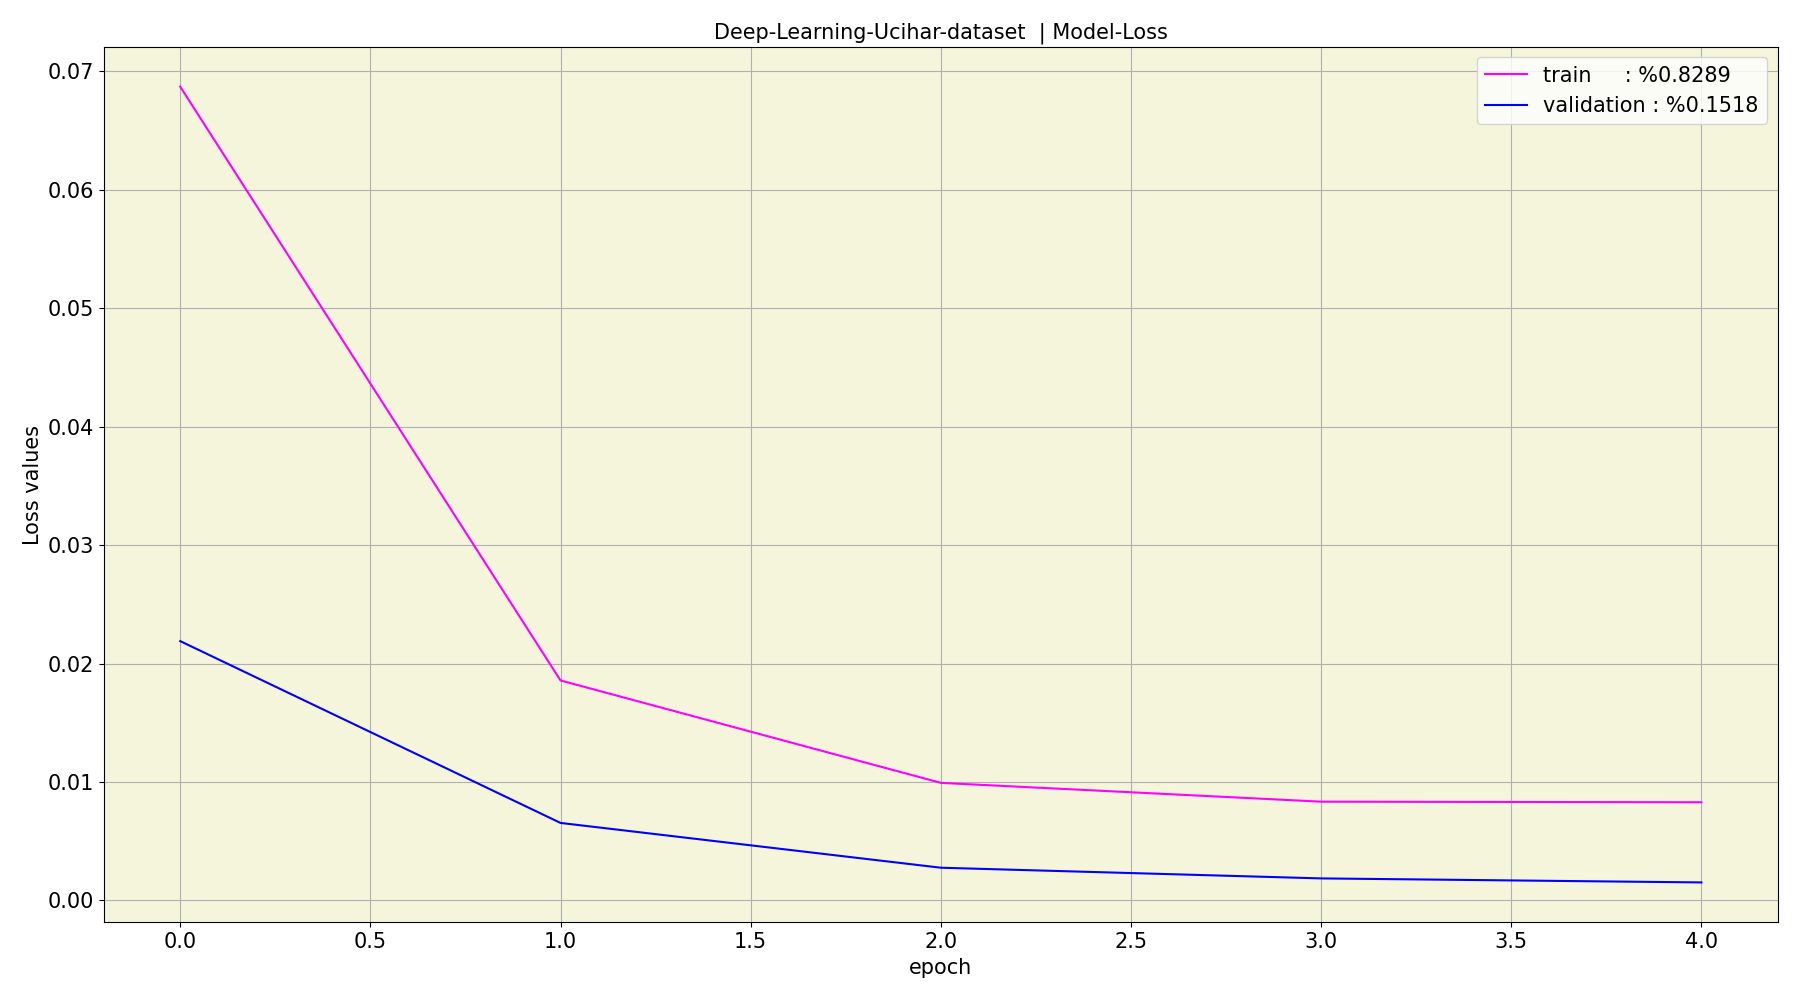 Deep-Learning-Ucihar-dataset  | Model-Loss
train      : %0.8289
validation : %0.1518
Loss values
0.07
0.06
0.05
0.04
0.03
0.02
0.01
0.00
0.0 0.5 1.0 1.5 2.0 2.5 3.0 3.5 4.0
epoch